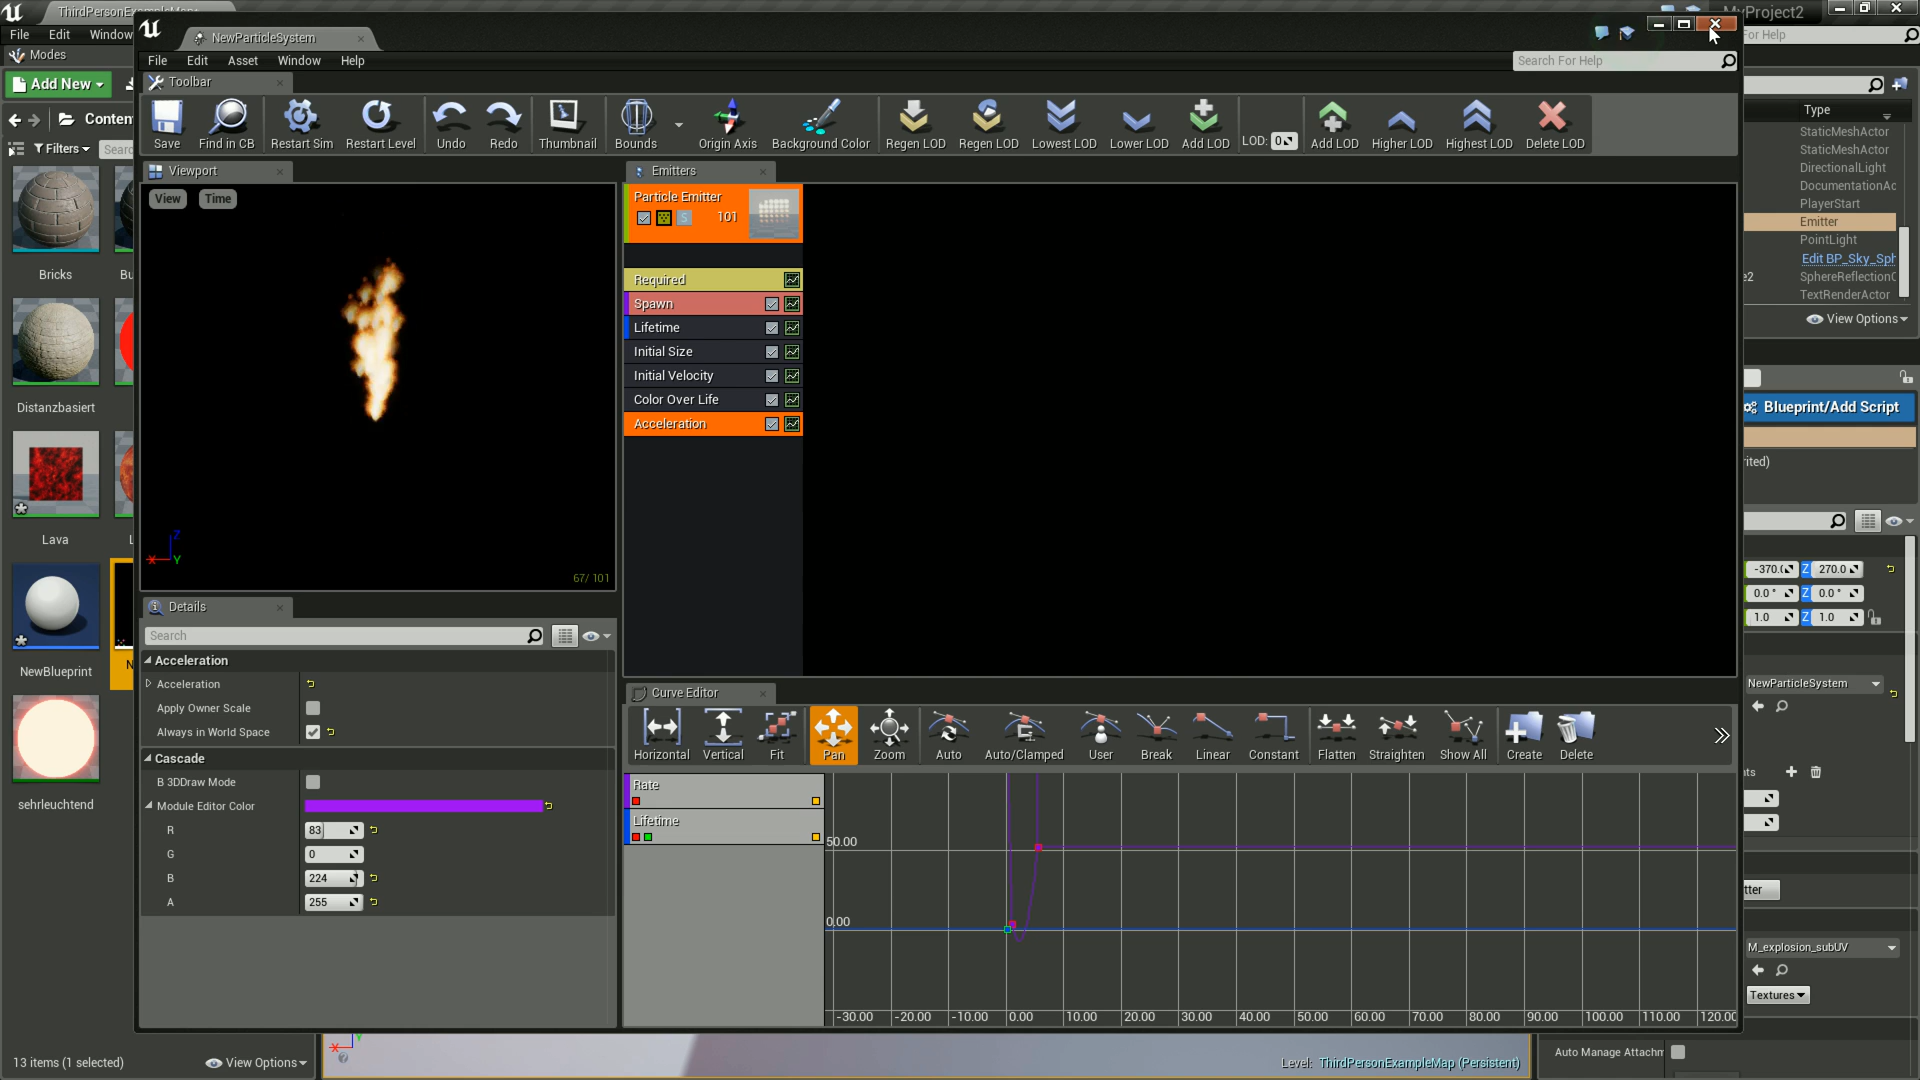 ThirdPersonExampleMap
MyProject2
File Edit Window
For Help
Modes
Add New
Conten
Filters
Bricks
Bu
Distanzbasiert
Lava
NewBlueprint
N
sehrleuchtend
13 items (1 selected)
View Options
NewParticleSystem
File Edit Asset Window Help
Search For Help
Toolbar
Save
Find in CB
Restart Sim
Restart Level
Undo
Redo
Thumbnail
Bounds
Origin Axis
Background Color
Regen LOD
Regen LOD
Lowest LOD
Lower LOD
Add LOD
LOD: 0
Add LOD
Higher LOD
Highest LOD
Delete LOD
Viewport
View Time
Z
X Y
67/ 101
Emitters
Particle Emitter
S 101
Required
Spawn
Lifetime
Initial Size
Initial Velocity
Color Over Life
Acceleration
Details
Search
Acceleration
Acceleration
Apply Owner Scale
Always in World Space
Cascade
B 3DDraw Mode
Module Editor Color
R 83
G 0
B 224
A 255
Curve Editor
Horizontal
Vertical
Fit
Pan
Zoom
Auto
Auto/Clamped
User
Break
Linear
Constant
Flatten
Straighten
Show All
Create
Delete
Rate
Lifetime
50.00
0.00
-30.00 -20.00 -10.00 0.00 10.00 20.00 30.00 40.00 50.00 60.00 70.00 80.00 90.00 100.00 110.00 120.00
Type
StaticMeshActor
StaticMeshActor
DirectionalLight
DocumentationAc
PlayerStart
Emitter
PointLight
Edit BP_Sky_Sph
e2 SphereReflectionC
TextRenderActor
View Options
Blueprint/Add Script
rited)
-370.0 Z 270.0
0.0 ° Z 0.0 °
1.0 Z 1.0
NewParticleSystem
nts
tter
M_explosion_subUV
Textures
Auto Manage Attachm
X Y
Level: ThirdPersonExampleMap (Persistent)